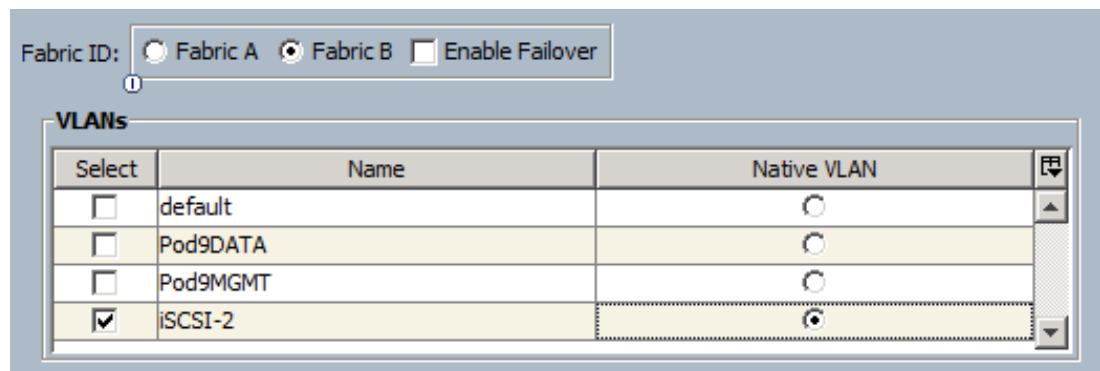 Fabric ID: Fabric A Fabric B Enable Failover
VLANs
Select Name Native VLAN
default
Pod9DATA
Pod9MGMT
iSCSI-2